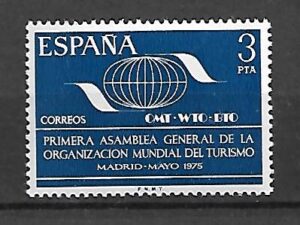 ESPAÑA 3
PTA
CORREOS OMT·WTO·BTO
PRIMERA ASAMBLEA GENERAL DE LA
ORGANIZACION MUNDIAL DEL TURISMO
MADRID-MAYO 1975
F.N.M.T.